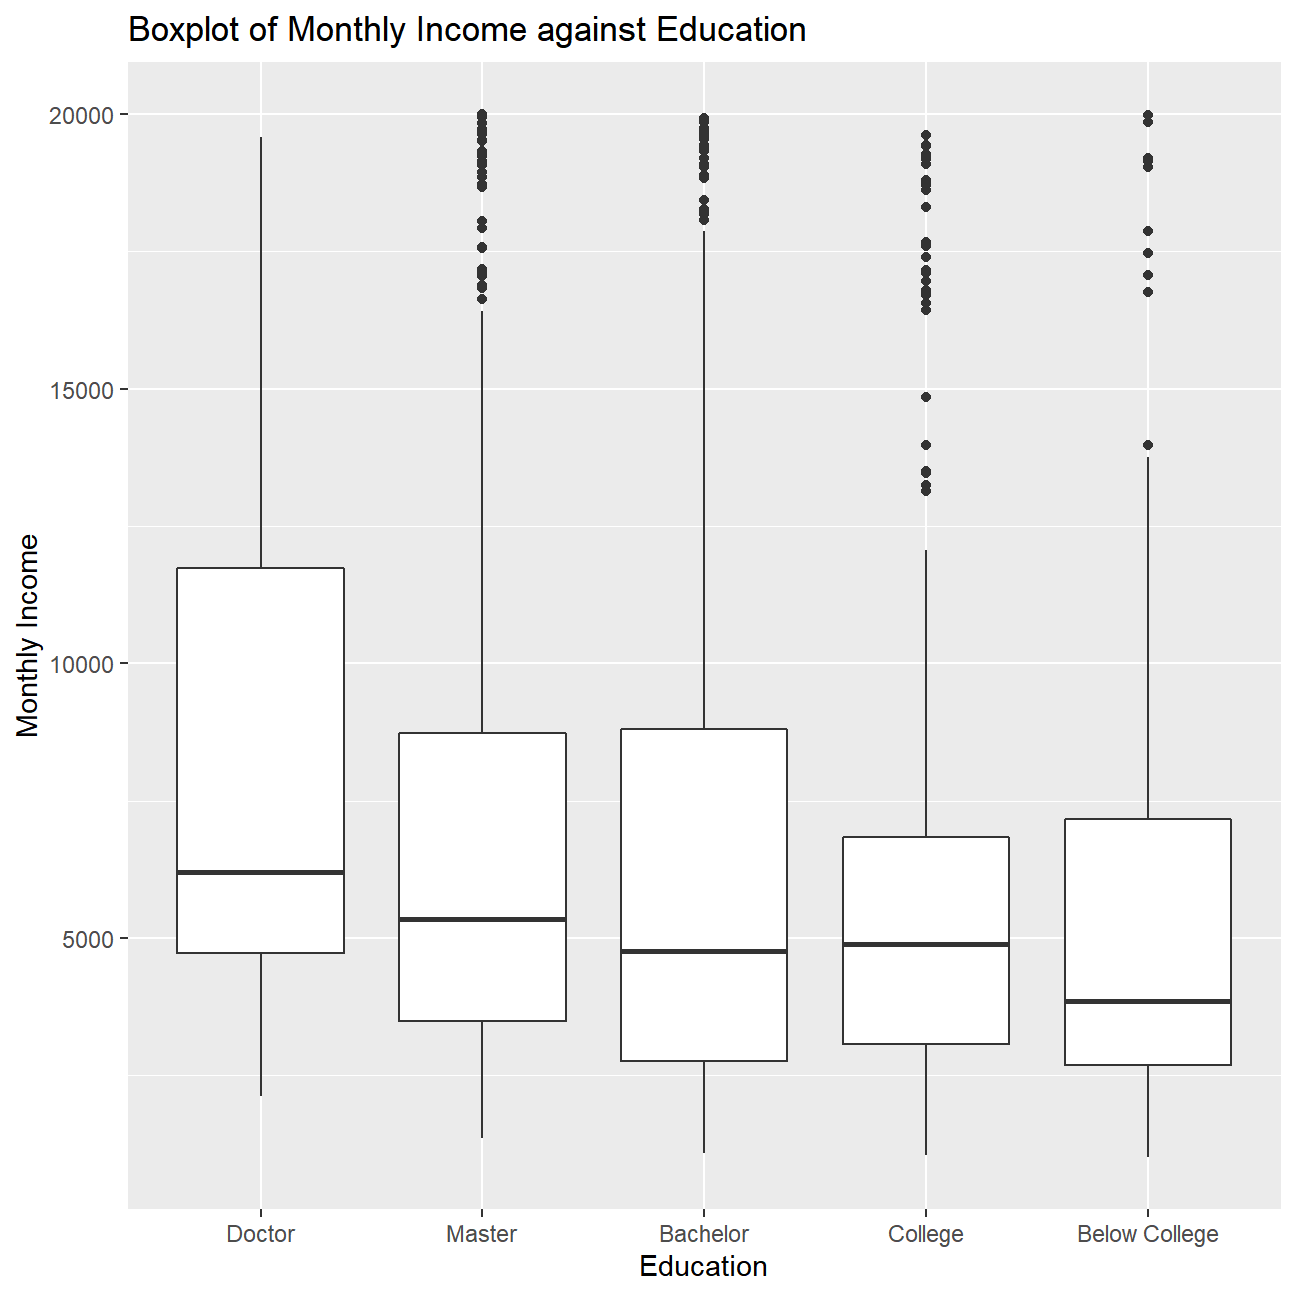 Boxplot of Monthly Income against Education
20000
15000
10000
5000
Monthly Income
Doctor Master Bachelor College Below College
Education